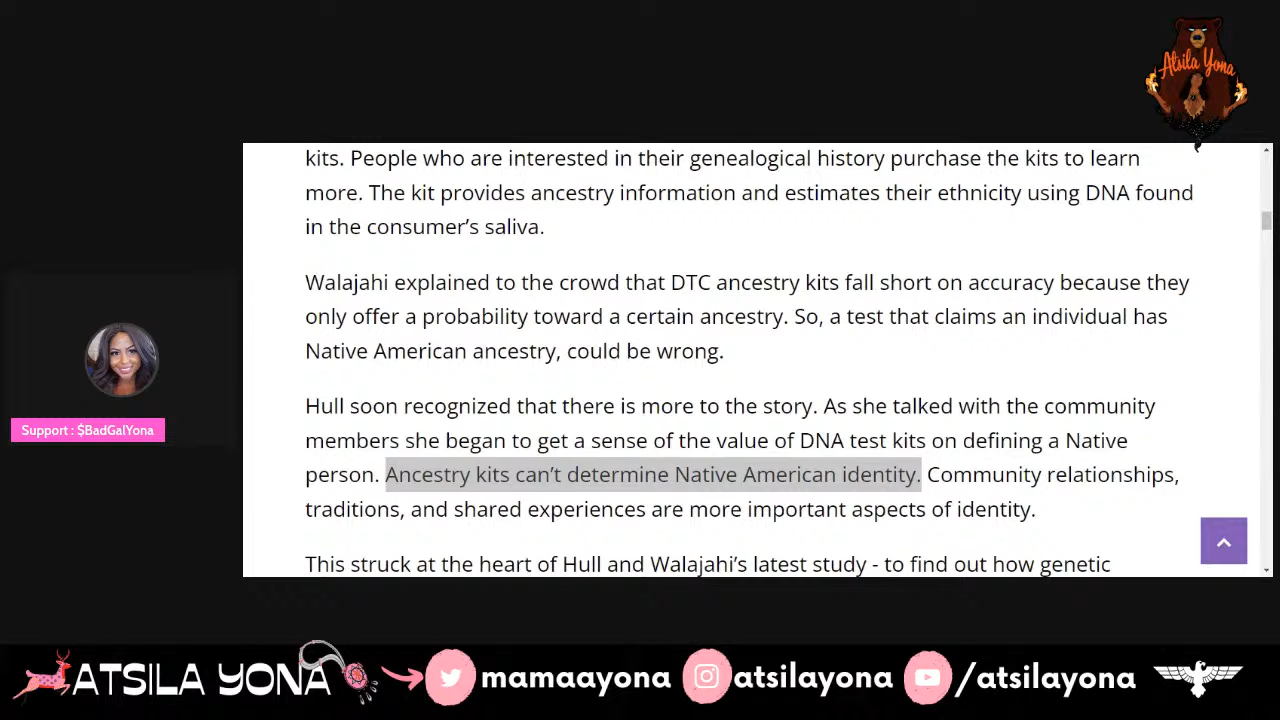 Atsila Yona
kits. People who are interested in their genealogical history purchase the kits to learn
more. The kit provides ancestry information and estimates their ethnicity using DNA found
in the consumer’s saliva.
Walajahi explained to the crowd that DTC ancestry kits fall short on accuracy because they
only offer a probability toward a certain ancestry. So, a test that claims an individual has
Native American ancestry, could be wrong.
Hull soon recognized that there is more to the story. As she talked with the community
members she began to get a sense of the value of DNA test kits on defining a Native
person. Ancestry kits can’t determine Native American identity. Community relationships,
traditions, and shared experiences are more important aspects of identity.
This struck at the heart of Hull and Walajahi’s latest study - to find out how genetic
Support : $BadGalYona
ATSILA YONA mamaayona atsilayona /atsilayona